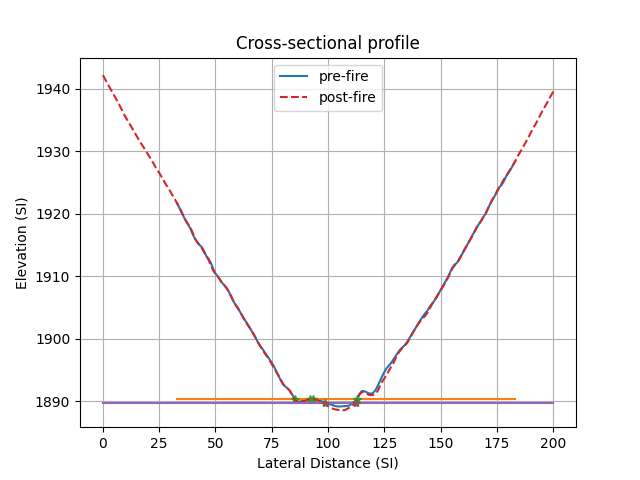 Cross-sectional profile
pre-fire
post-fire
Elevation (SI)
1940
1930
1920
1910
1900
1890
0 25 50 75 100 125 150 175 200
Lateral Distance (SI)